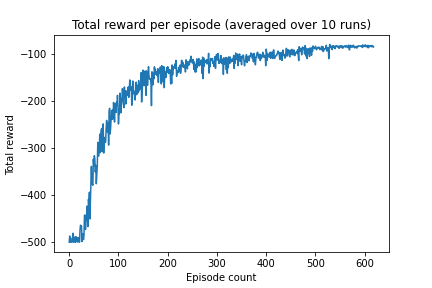 Total reward per episode (averaged over 10 runs)
Total reward
−100
−200
−300
−400
−500
0 100 200 300 400 500 600
Episode count